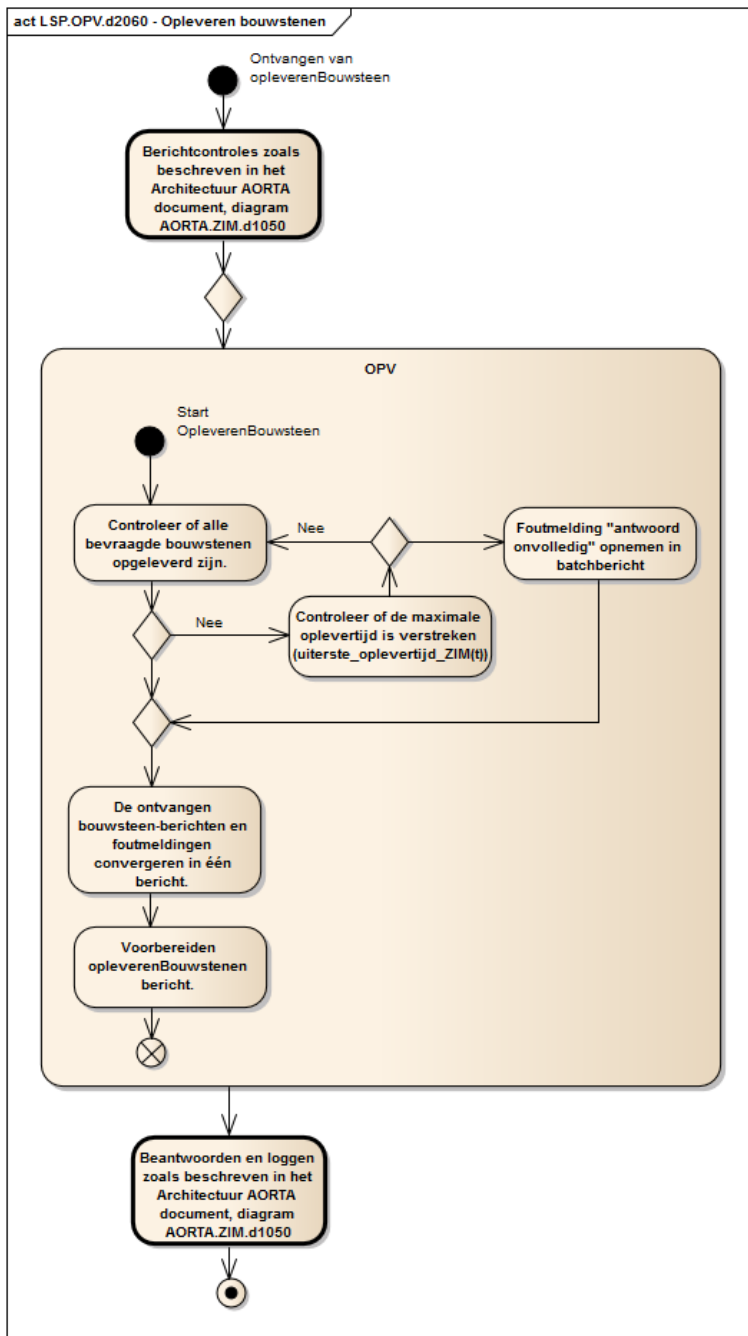 act LSP.OPV.d2060 - Opleveren bouwstenen
Ontvangen van
opleverenBouwsteen
Berichtcontroles zoals
beschreven in het
Architectuur AORTA
document, diagram
AORTA.ZIM.d1050
OPV
Start
OpleverenBouwsteen
Controleer of alle
bevraagde bouwstenen
opgeleverd zijn.
Nee
Foutmelding "antwoord
onvolledig" opnemen in
batchbericht
Nee
Controleer of de maximale
oplevertijd is verstreken
(uiterste_oplevertijd_ZIM(t))
De ontvangen
bouwsteen-berichten en
foutmeldingen
convergeren in één
bericht.
Voorbereiden
opleverenBouwstenen
bericht.
Beantwoorden en loggen
zoals beschreven in het
Architectuur AORTA
document, diagram
AORTA.ZIM.d1050